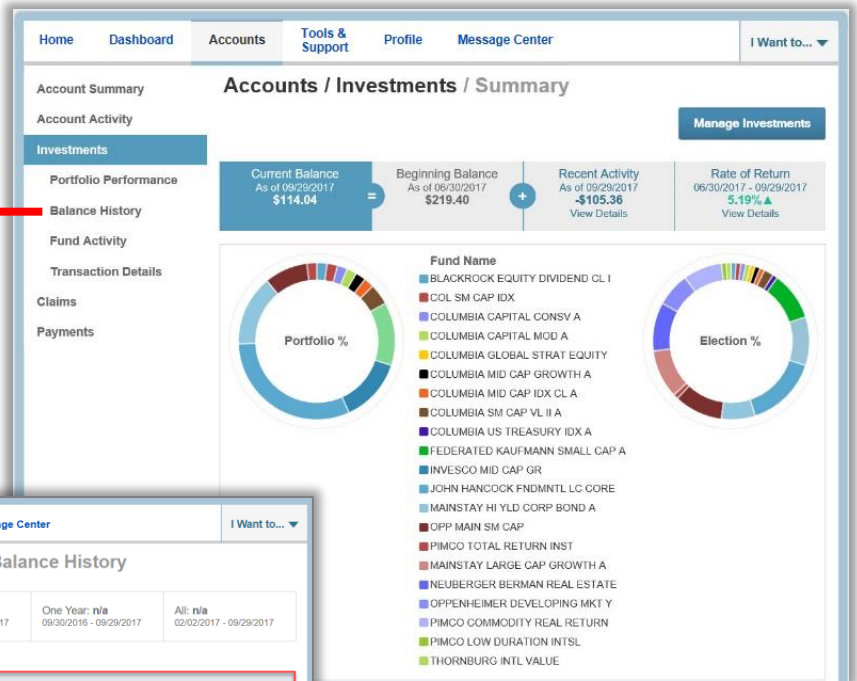 Home Dashboard Accounts Tools & Support Profile Message Center I Want to...
Account Summary
Account Activity
Investments
Portfolio Performance
Balance History
Fund Activity
Transaction Details
Claims
Payments
Accounts / Investments / Summary
Manage Investments
Current Balance
As of 09/29/2017
$114.04
=
Beginning Balance
As of 06/30/2017
$219.40
+
Recent Activity
As of 09/29/2017
-$105.36
View Details
Rate of Return
06/30/2017 - 09/29/2017
5.19%▲
View Details
Portfolio %
Fund Name
BLACKROCK EQUITY DIVIDEND CL I
COL SM CAP IDX
COLUMBIA CAPITAL CONSV A
COLUMBIA CAPITAL MOD A
COLUMBIA GLOBAL STRAT EQUITY
COLUMBIA MID CAP GROWTH A
COLUMBIA MID CAP IDX CL A
COLUMBIA SM CAP VL II A
COLUMBIA US TREASURY IDX A
FEDERATED KAUFMANN SMALL CAP A
INVESCO MID CAP GR
JOHN HANCOCK FNDMNTL LC CORE
MAINSTAY HI YLD CORP BOND A
OPP MAIN SM CAP
PIMCO TOTAL RETURN INST
MAINSTAY LARGE CAP GROWTH A
NEUBERGER BERMAN REAL ESTATE
OPPENHEIMER DEVELOPING MKT Y
PIMCO COMMODITY REAL RETURN
PIMCO LOW DURATION INTSL
THORNBURG INTL VALUE
Election %
Center I Want to...
Balance History
One Year: n/a
09/30/2016 - 09/29/2017
All: n/a
02/02/2017 - 09/29/2017